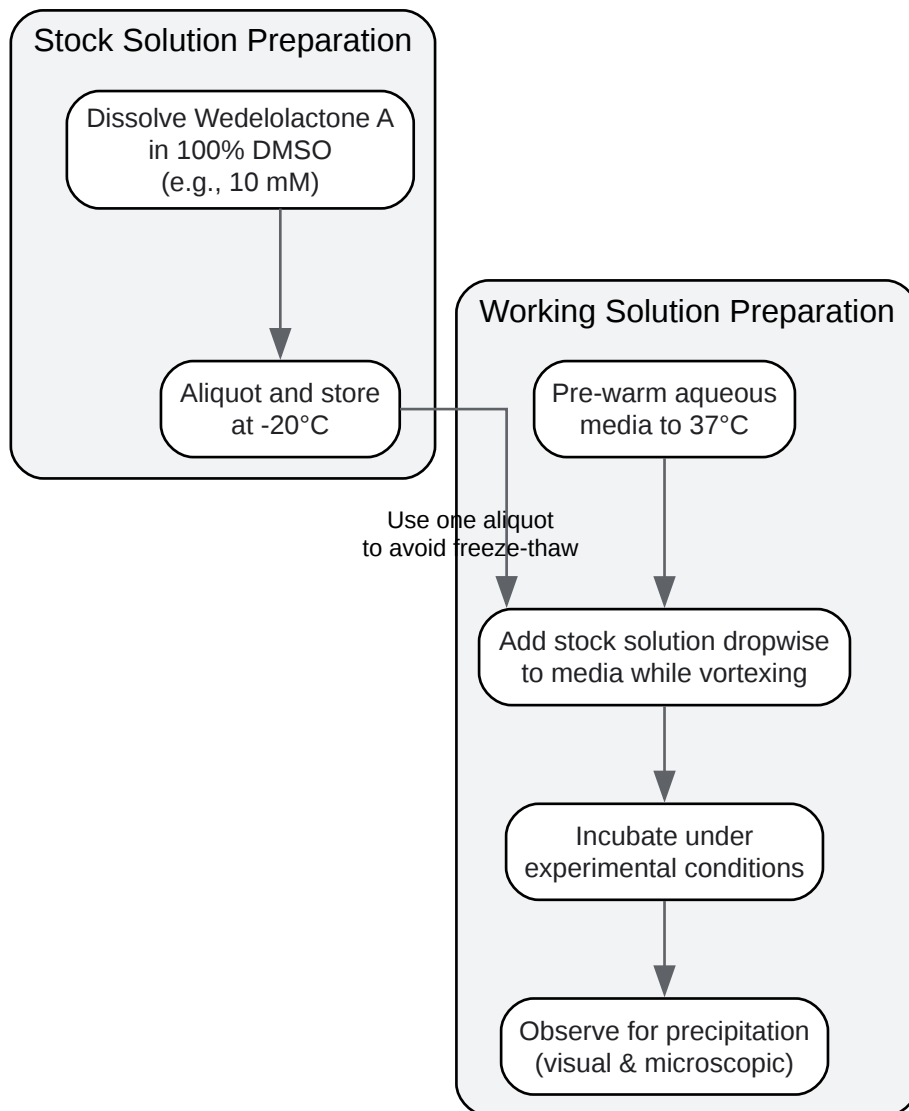 Stock Solution Preparation
Dissolve Wedelolactone A
in 100% DMSO
(e.g., 10 mM)
Aliquot and store
at -20°C
Use one aliquot
to avoid freeze-thaw
Working Solution Preparation
Pre-warm aqueous
media to 37°C
Add stock solution dropwise
to media while vortexing
Incubate under
experimental conditions
Observe for precipitation
(visual & microscopic)